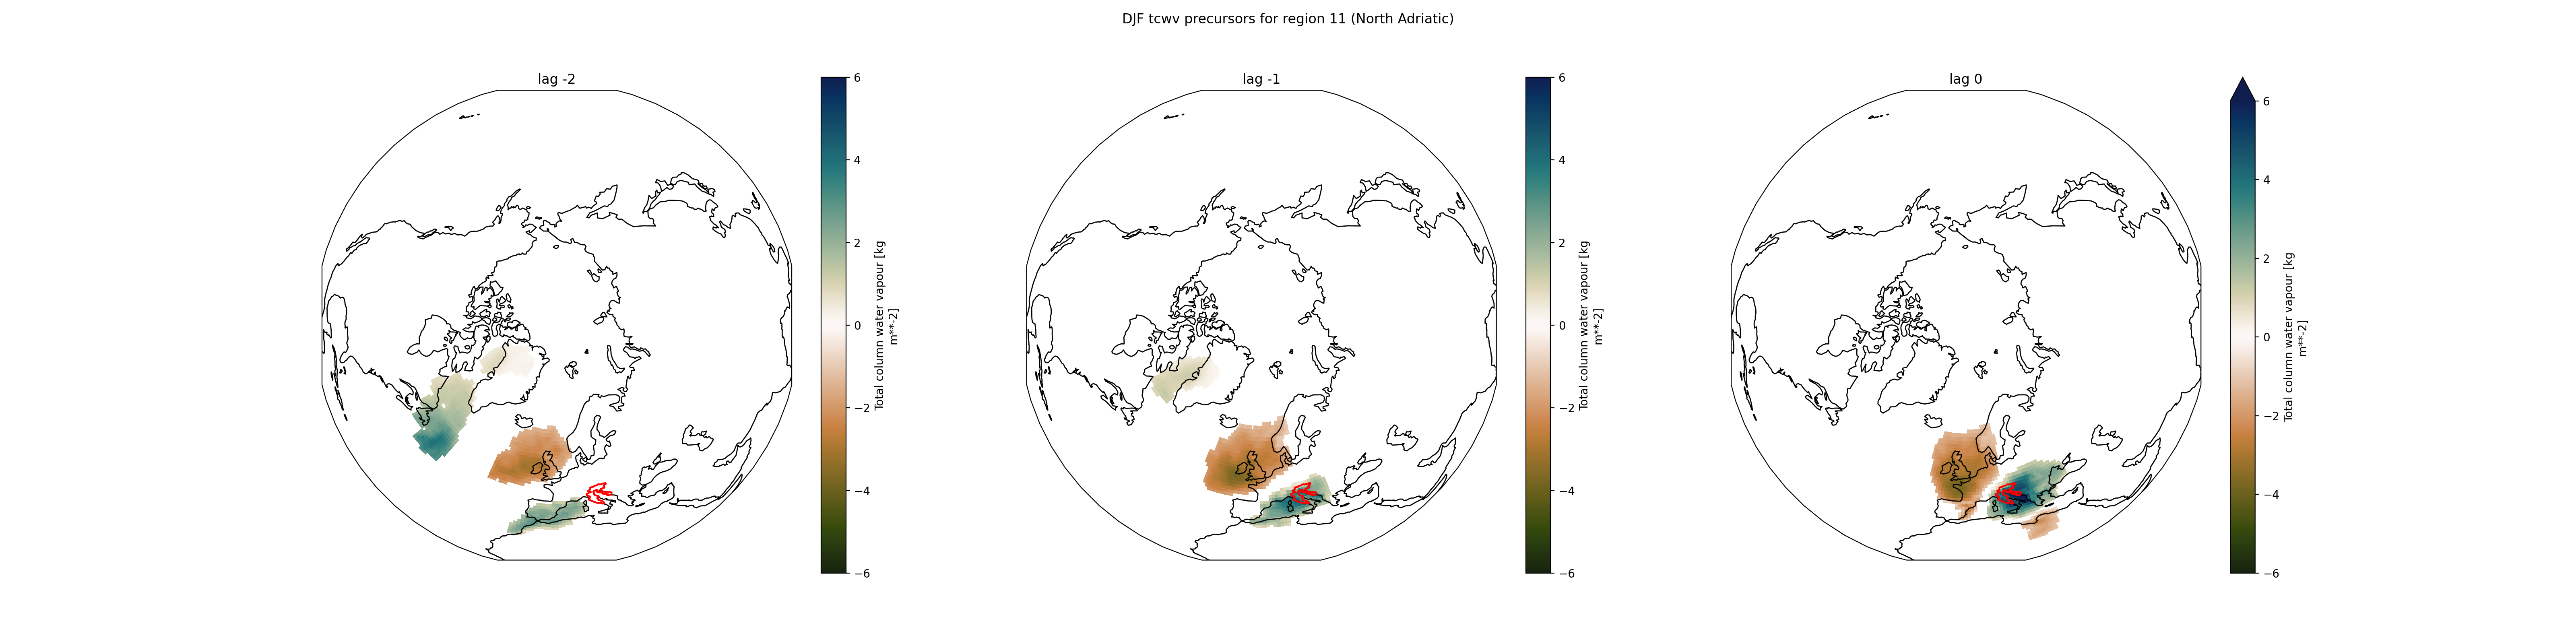 DJF tcwv precursors for region 11 (North Adriatic)
lag -2
6
4
2
0
−2
−4
−6
Total column water vapour [kg
m**-2]
lag -1
6
4
2
0
−2
−4
−6
Total column water vapour [kg
m**-2]
lag 0
6
4
2
0
−2
−4
−6
Total column water vapour [kg
m**-2]